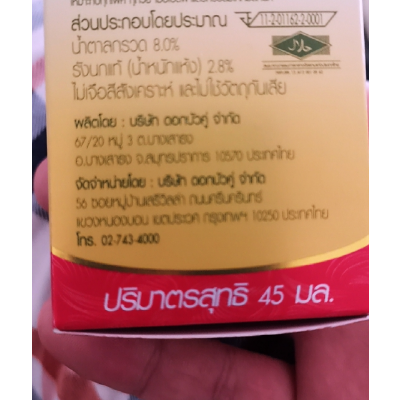 ส่วนประกอบโดยประมาณ
11-2-01162-2-0001
น้ำตาลกรวด 8.0%
รังนกแท้ (น้ำหนักแห้ง) 2.8%
ไม่เจือสีสังเคราะห์ และไม่ใช้วัตถุกันเสีย
ผลิตโดย : บริษัท ดอกบัวคู่ จำกัด
67/20 หมู่ 3 ต.บางเสาธง
อ.บางเสาธง จ.สมุทรปราการ 10570 ประเทศไทย
จัดจำหน่ายโดย : บริษัท ดอกบัวคู่ จำกัด
56 ซอยหมู่บ้านเสรีวิลล่า ถนนศรีนครินทร์
แขวงหนองบอน เขตประเวศ กรุงเทพฯ 10250 ประเทศไทย
โทร. 02-743-4000
ปริมาตรสุทธิ 45 มล.